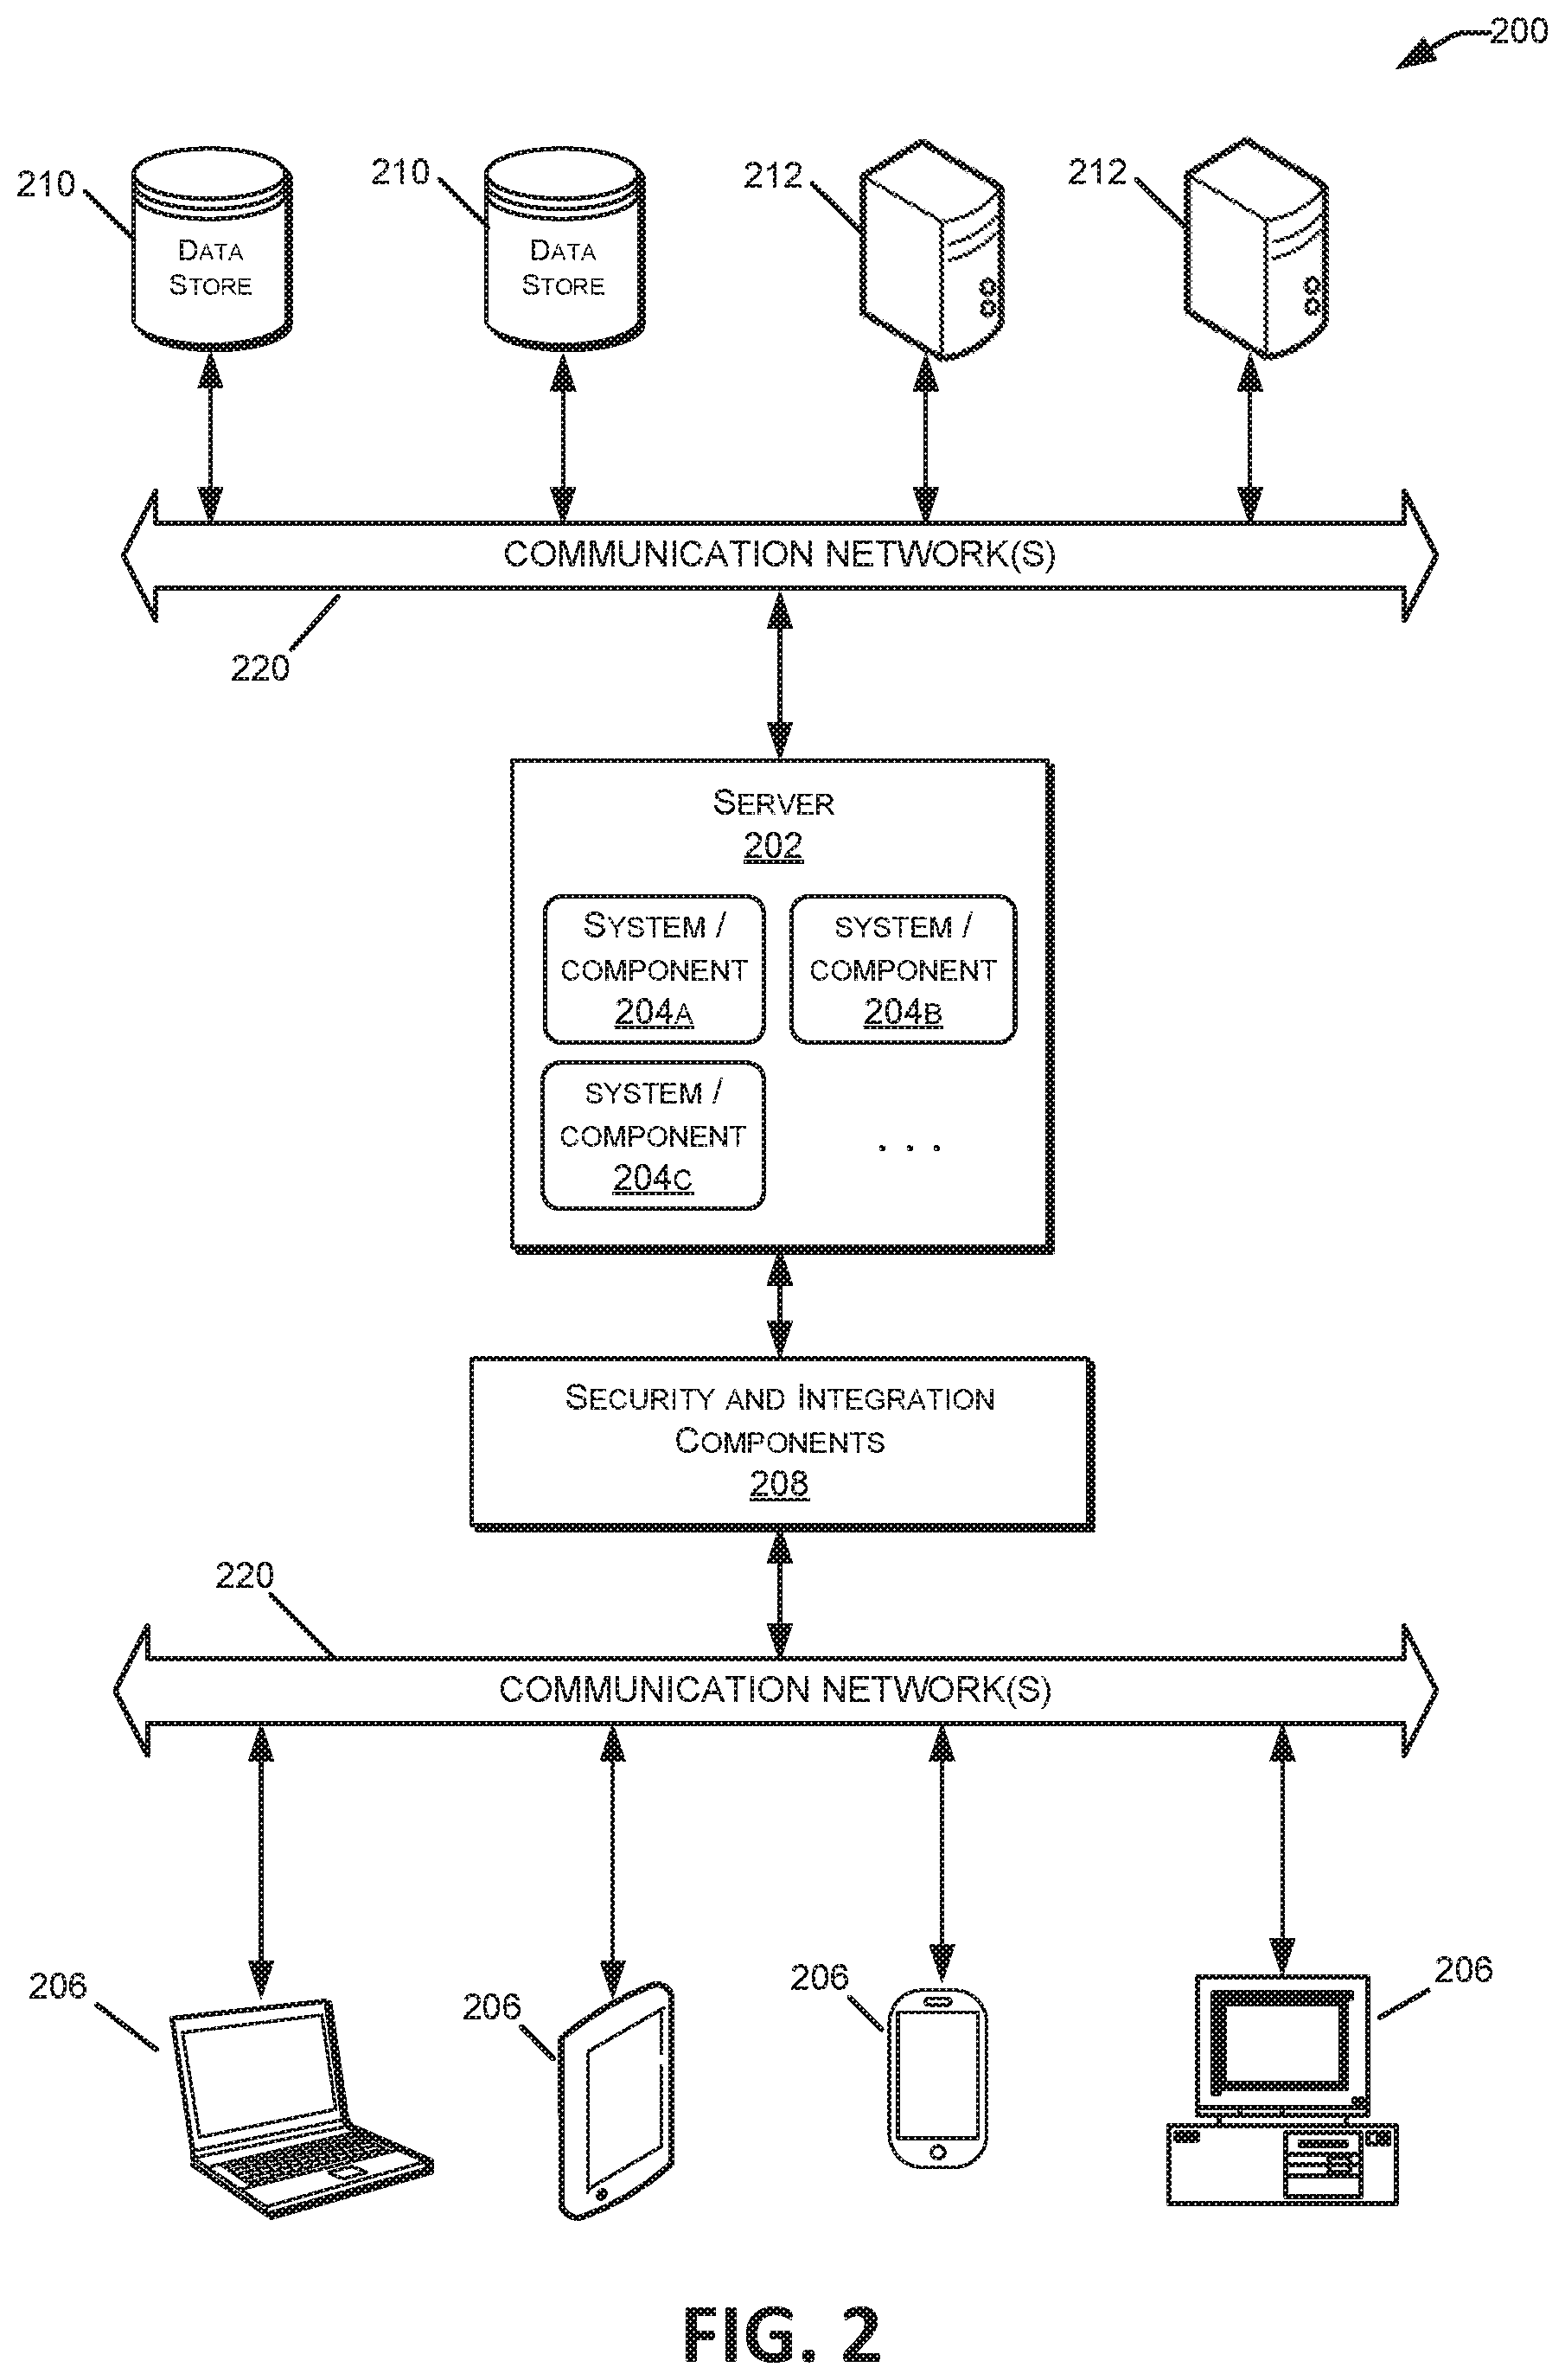 200
210
210
212
212
DATA
STORE
DATA
STORE
COMMUNICATION NETWORK(S)
220
SERVER
202
SYSTEM /
COMPONENT
204A
SYSTEM /
COMPONENT
204B
SYSTEM /
COMPONENT
204C
. . .
SECURITY AND INTEGRATION
COMPONENTS
208
220
COMMUNICATION NETWORK(S)
206
206
206
206
FIG. 2